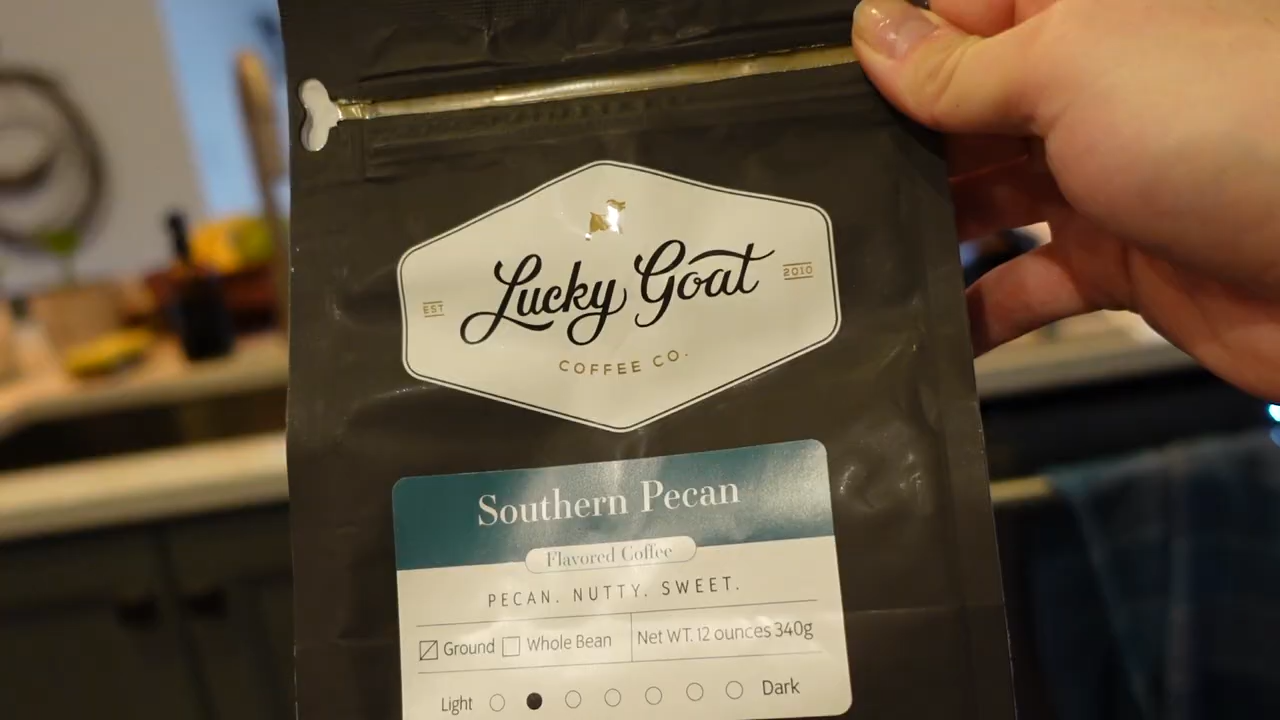 Lucky Goat
EST
2010
COFFEE CO.
Southern Pecan
Flavored Coffee
PECAN. NUTTY. SWEET.
Ground Whole Bean
Net WT. 12 ounces 340g
Light Dark